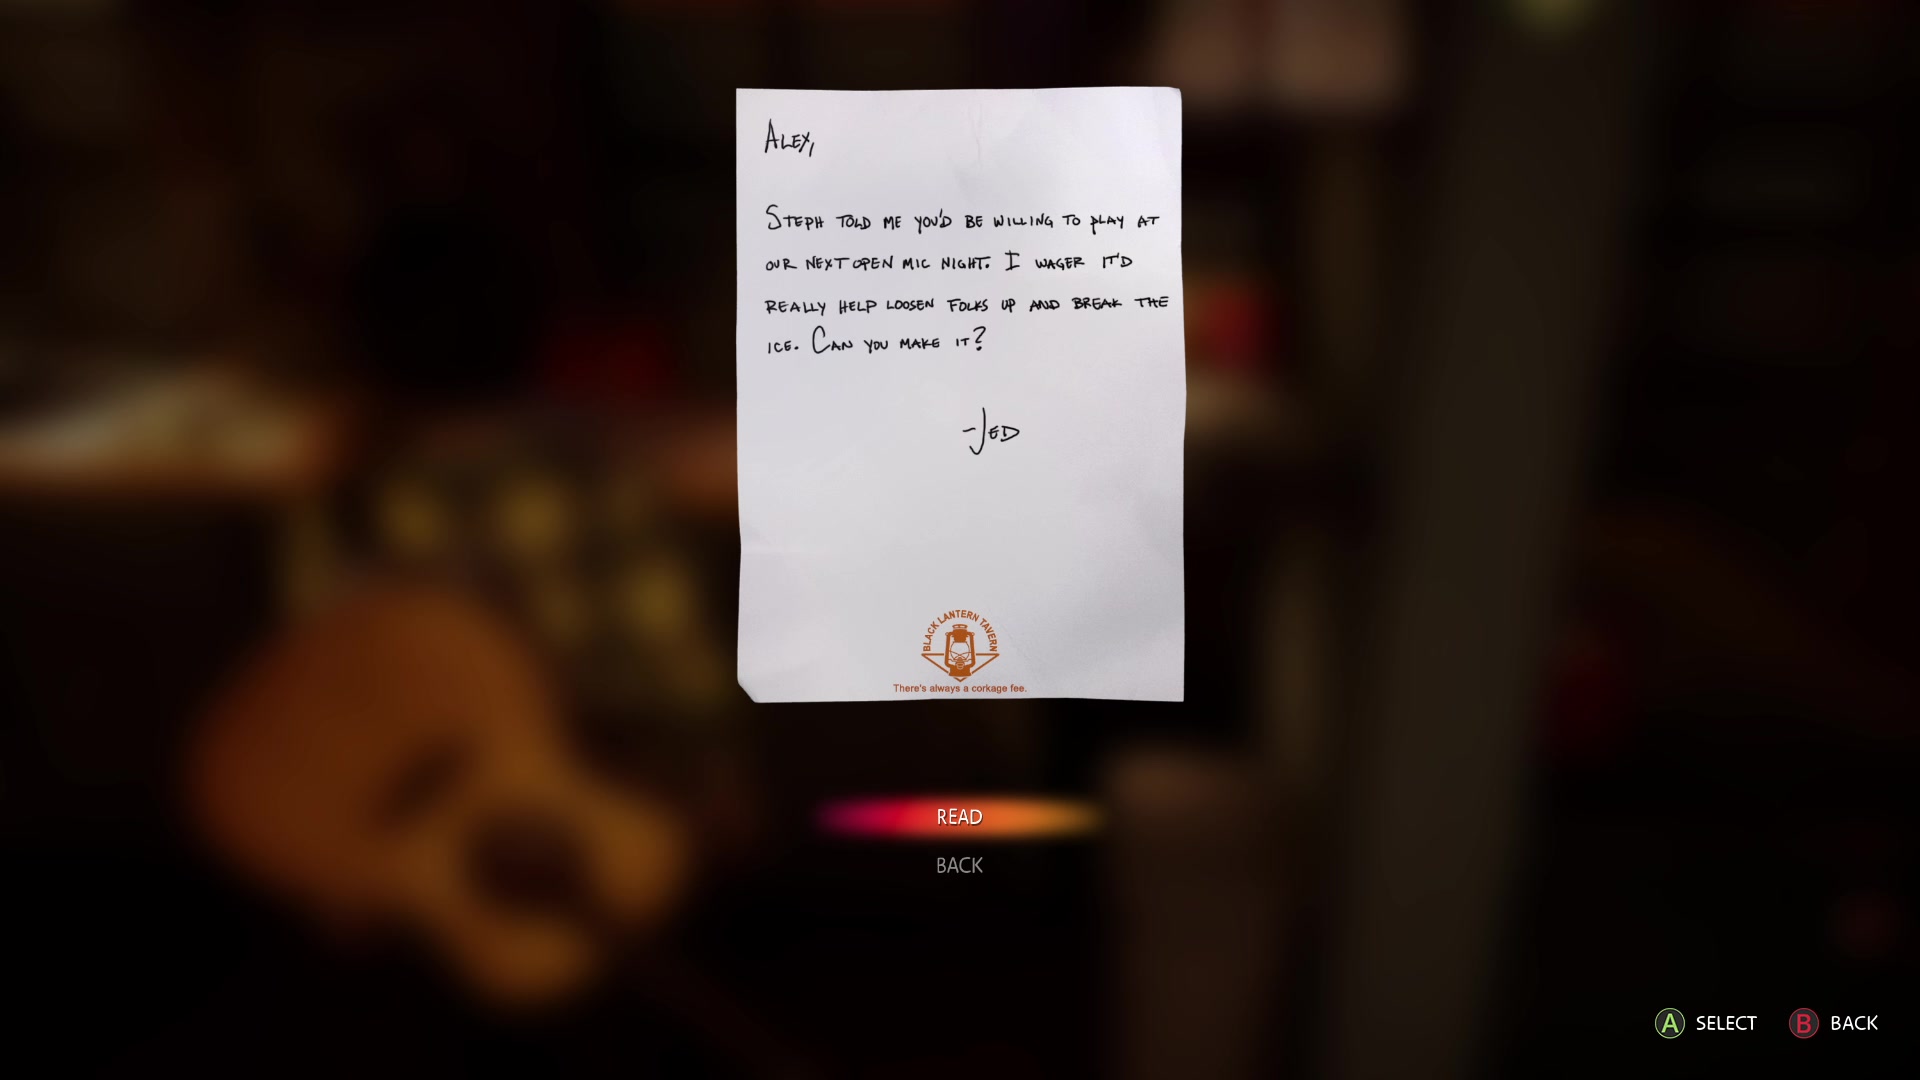 Alex,
Steph told me you'd be willing to play at
our next open mic night. I wager it'd
really help loosen folks up and break the
ice. Can you make it?
-Jed
BLACK LANTERN TAVERN
There's always a corkage fee.
READ
BACK
A SELECT B BACK